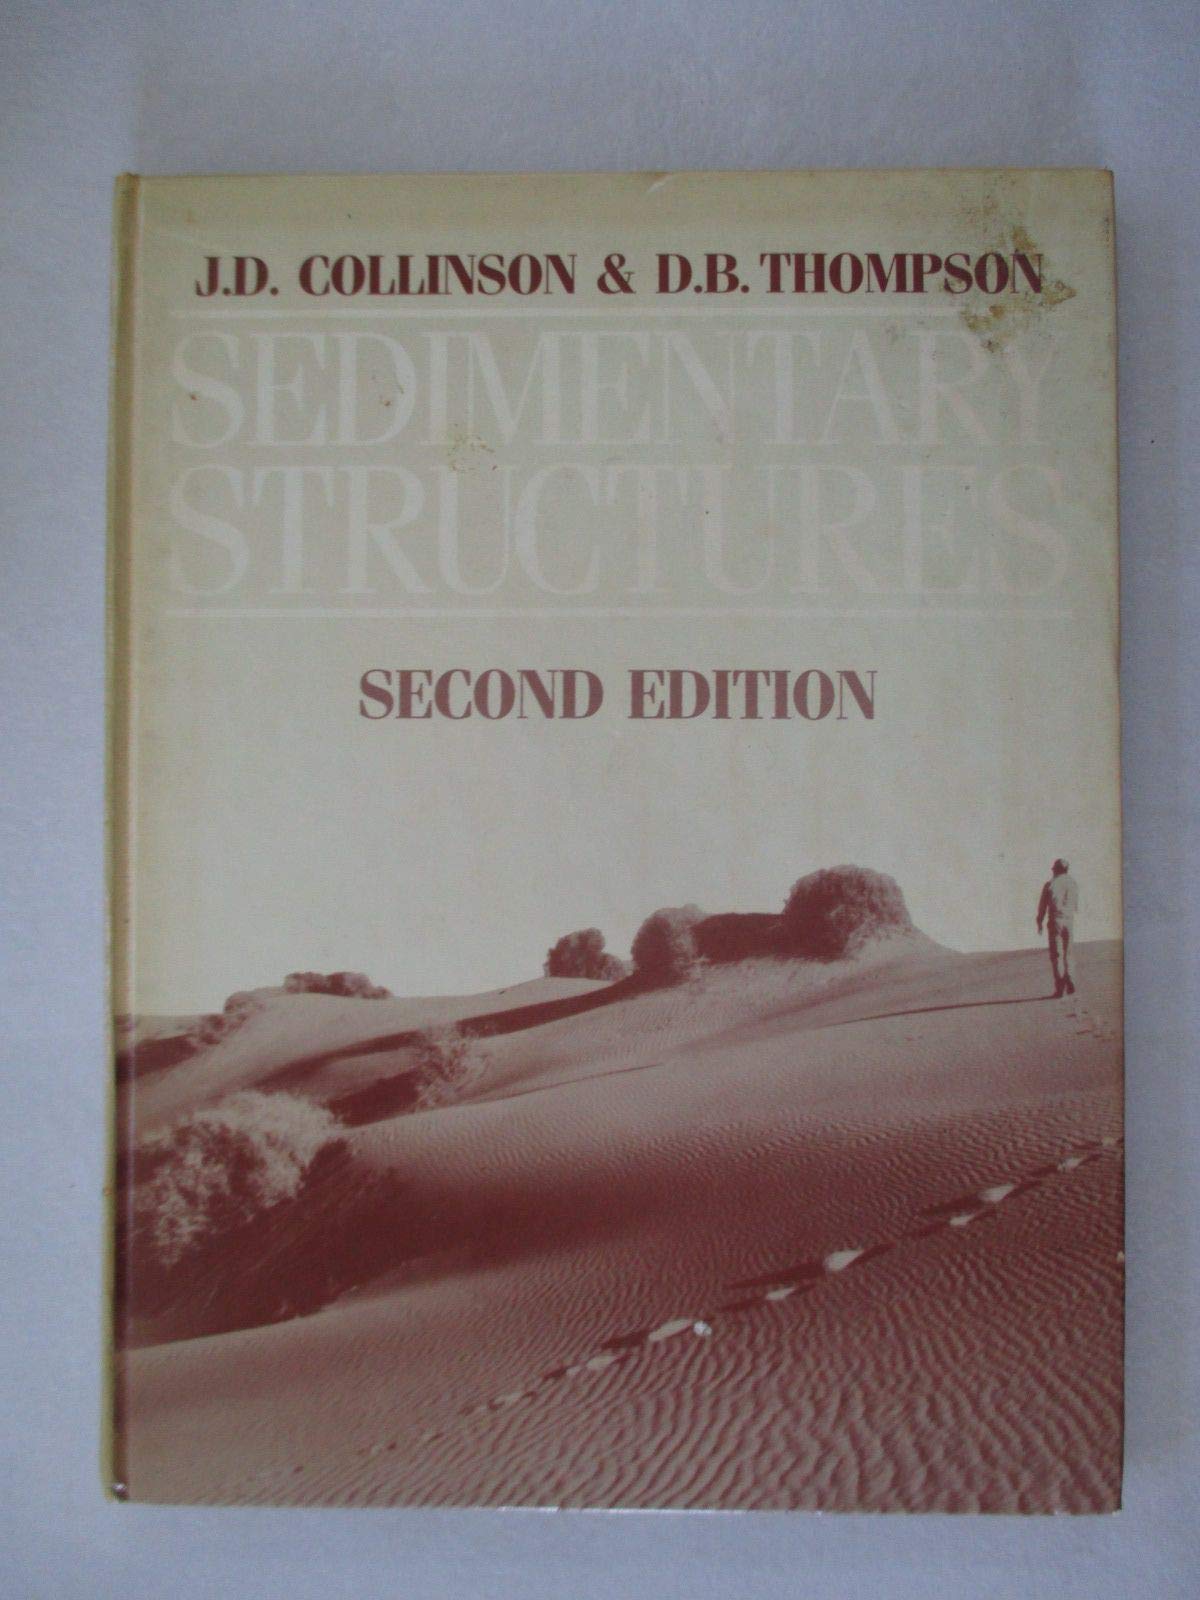 J.D. COLLINSON & D.B. THOMPSON
SEDIMENTARY
STRUCTURES
SECOND EDITION